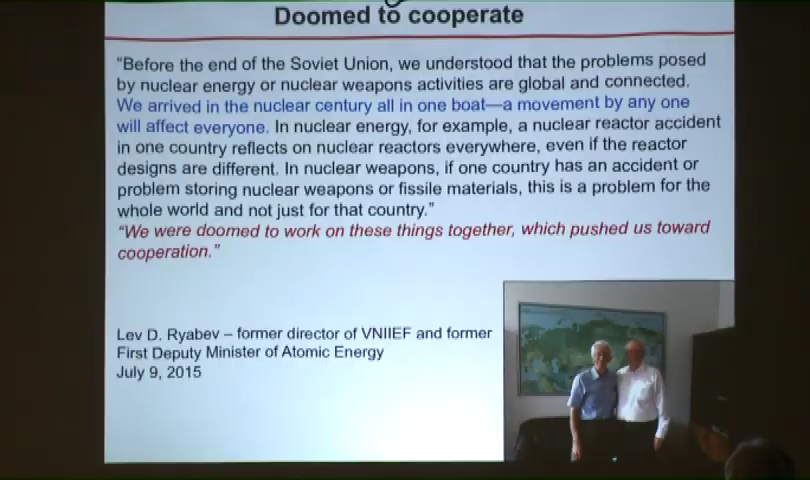 Doomed to cooperate
“Before the end of the Soviet Union, we understood that the problems posed
by nuclear energy or nuclear weapons activities are global and connected.
We arrived in the nuclear century all in one boat—a movement by any one
will affect everyone. In nuclear energy, for example, a nuclear reactor accident
in one country reflects on nuclear reactors everywhere, even if the reactor
designs are different. In nuclear weapons, if one country has an accident or
problem storing nuclear weapons or fissile materials, this is a problem for the
whole world and not just for that country.”
“We were doomed to work on these things together, which pushed us toward
cooperation.”
Lev D. Ryabev – former director of VNIIEF and former
First Deputy Minister of Atomic Energy
July 9, 2015